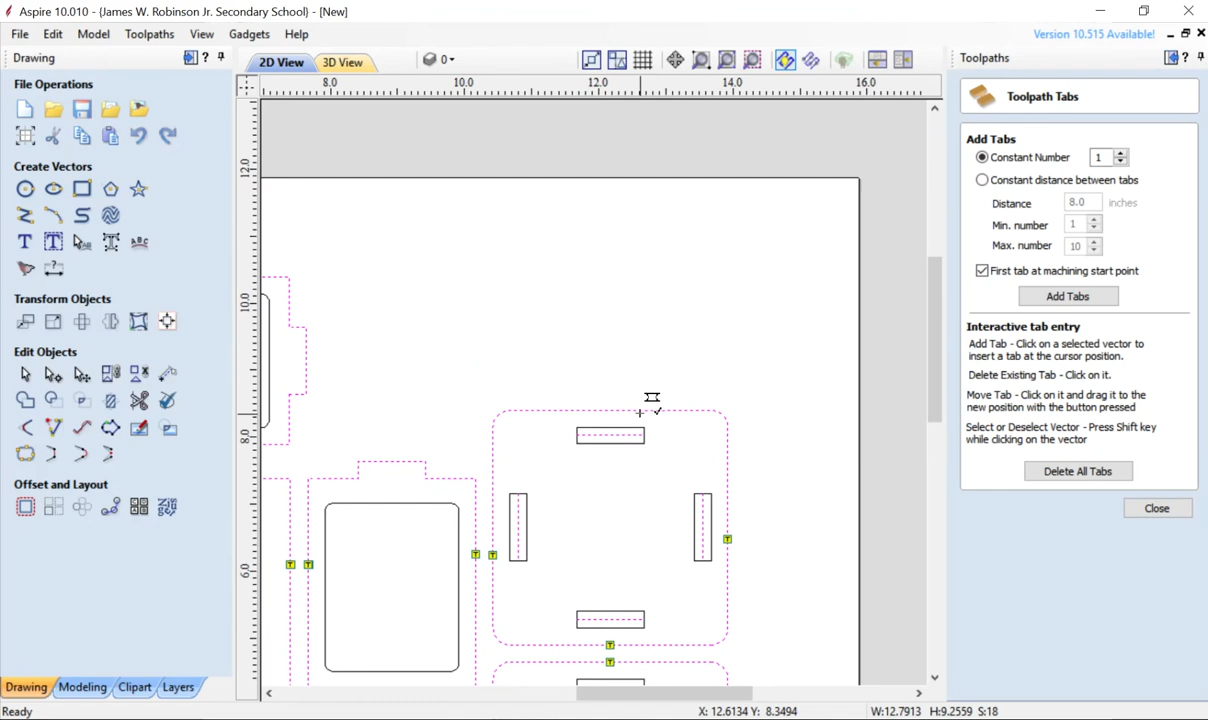 Aspire 10.010 - {James W. Robinson Jr. Secondary School} - [New]
File Edit Model Toolpaths View Gadgets Help
Version 10.515 Available!
Drawing
?
File Operations
Create Vectors
Transform Objects
Edit Objects
Offset and Layout
Drawing Modeling Clipart Layers
Ready
2D View 3D View
0
8.0 10.0 12.0 14.0 16.0
12.0
10.0
8.0
6.0
T T T T T
T
T
X: 12.6134 Y: 8.3494
W:12.7913 H:9.2559 S:18
Toolpaths
?
Toolpath Tabs
Add Tabs
Constant Number 1
Constant distance between tabs
Distance 8.0 inches
Min. number 1
Max. number 10
First tab at machining start point
Add Tabs
Interactive tab entry
Add Tab - Click on a selected vector to
insert a tab at the cursor position.
Delete Existing Tab - Click on it.
Move Tab - Click on it and drag it to the
new position with the button pressed
Select or Deselect Vector - Press Shift key
while clicking on the vector
Delete All Tabs
Close